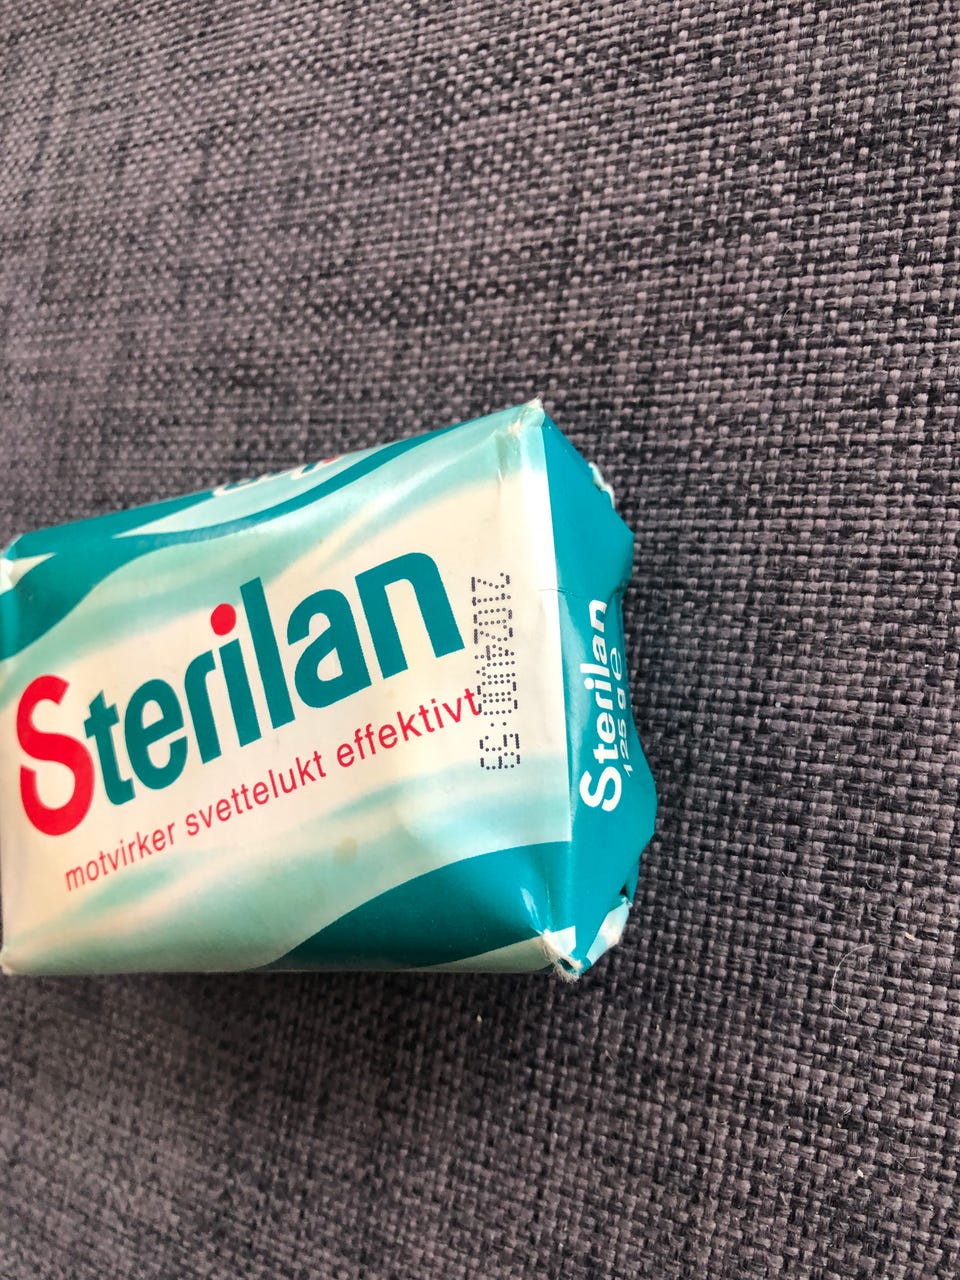 Sterilan
motvirker svettelukt effektivt
Sterilan
125 g e